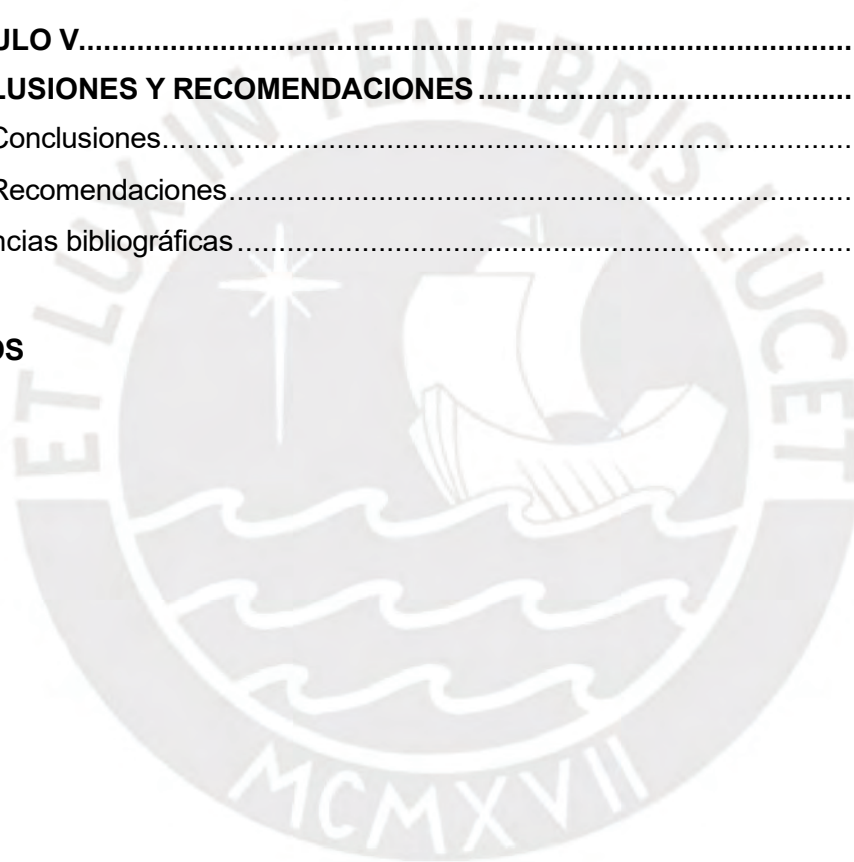 ULO V
LUSIONES Y RECOMENDACIONES
Conclusiones
Recomendaciones
ncias bibliográficas
OS
ET LUX IN TENEBRIS LUCET
MCMXVII